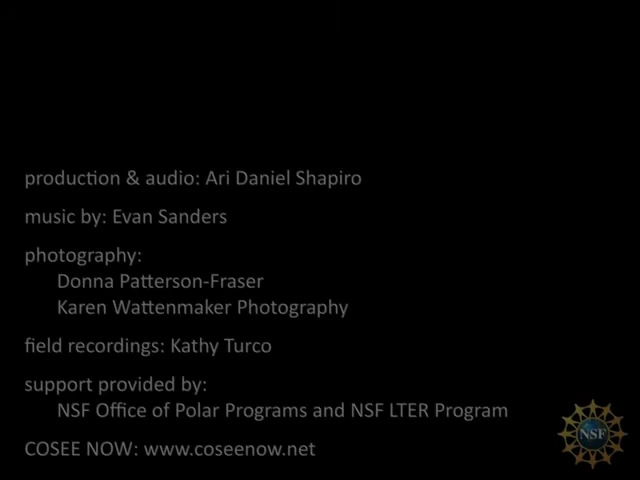 production & audio: Ari Daniel Shapiro
music by: Evan Sanders
photography:
Donna Patterson-Fraser
Karen Wattenmaker Photography
field recordings: Kathy Turco
support provided by:
NSF Office of Polar Programs and NSF LTER Program
COSEE NOW: www.coseenow.net
NSF